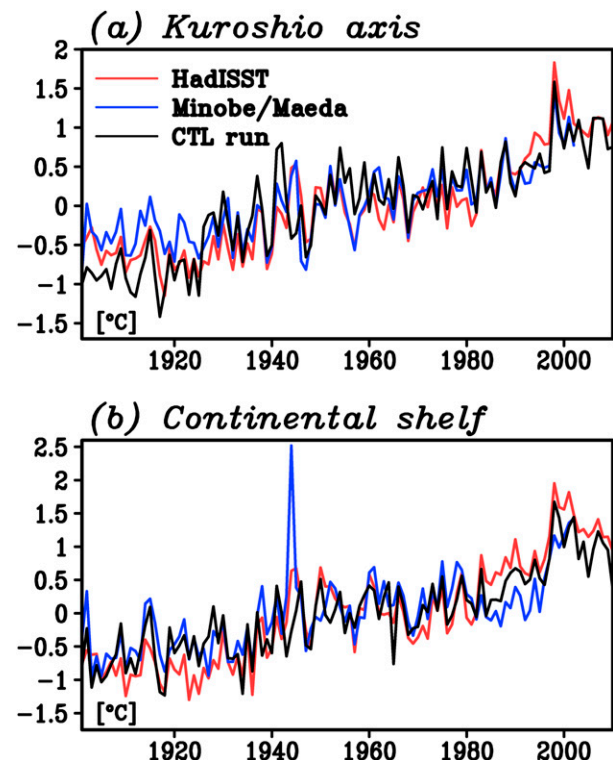 (a) Kuroshio axis
2
1.5
1
0.5
0
-0.5
-1
-1.5
HadISST
Minobe/Maeda
CTL run
[°C]
1920 1940 1960 1980 2000
(b) Continental shelf
2.5
2
1.5
1
0.5
0
-0.5
-1
-1.5
[°C]
1920 1940 1960 1980 2000